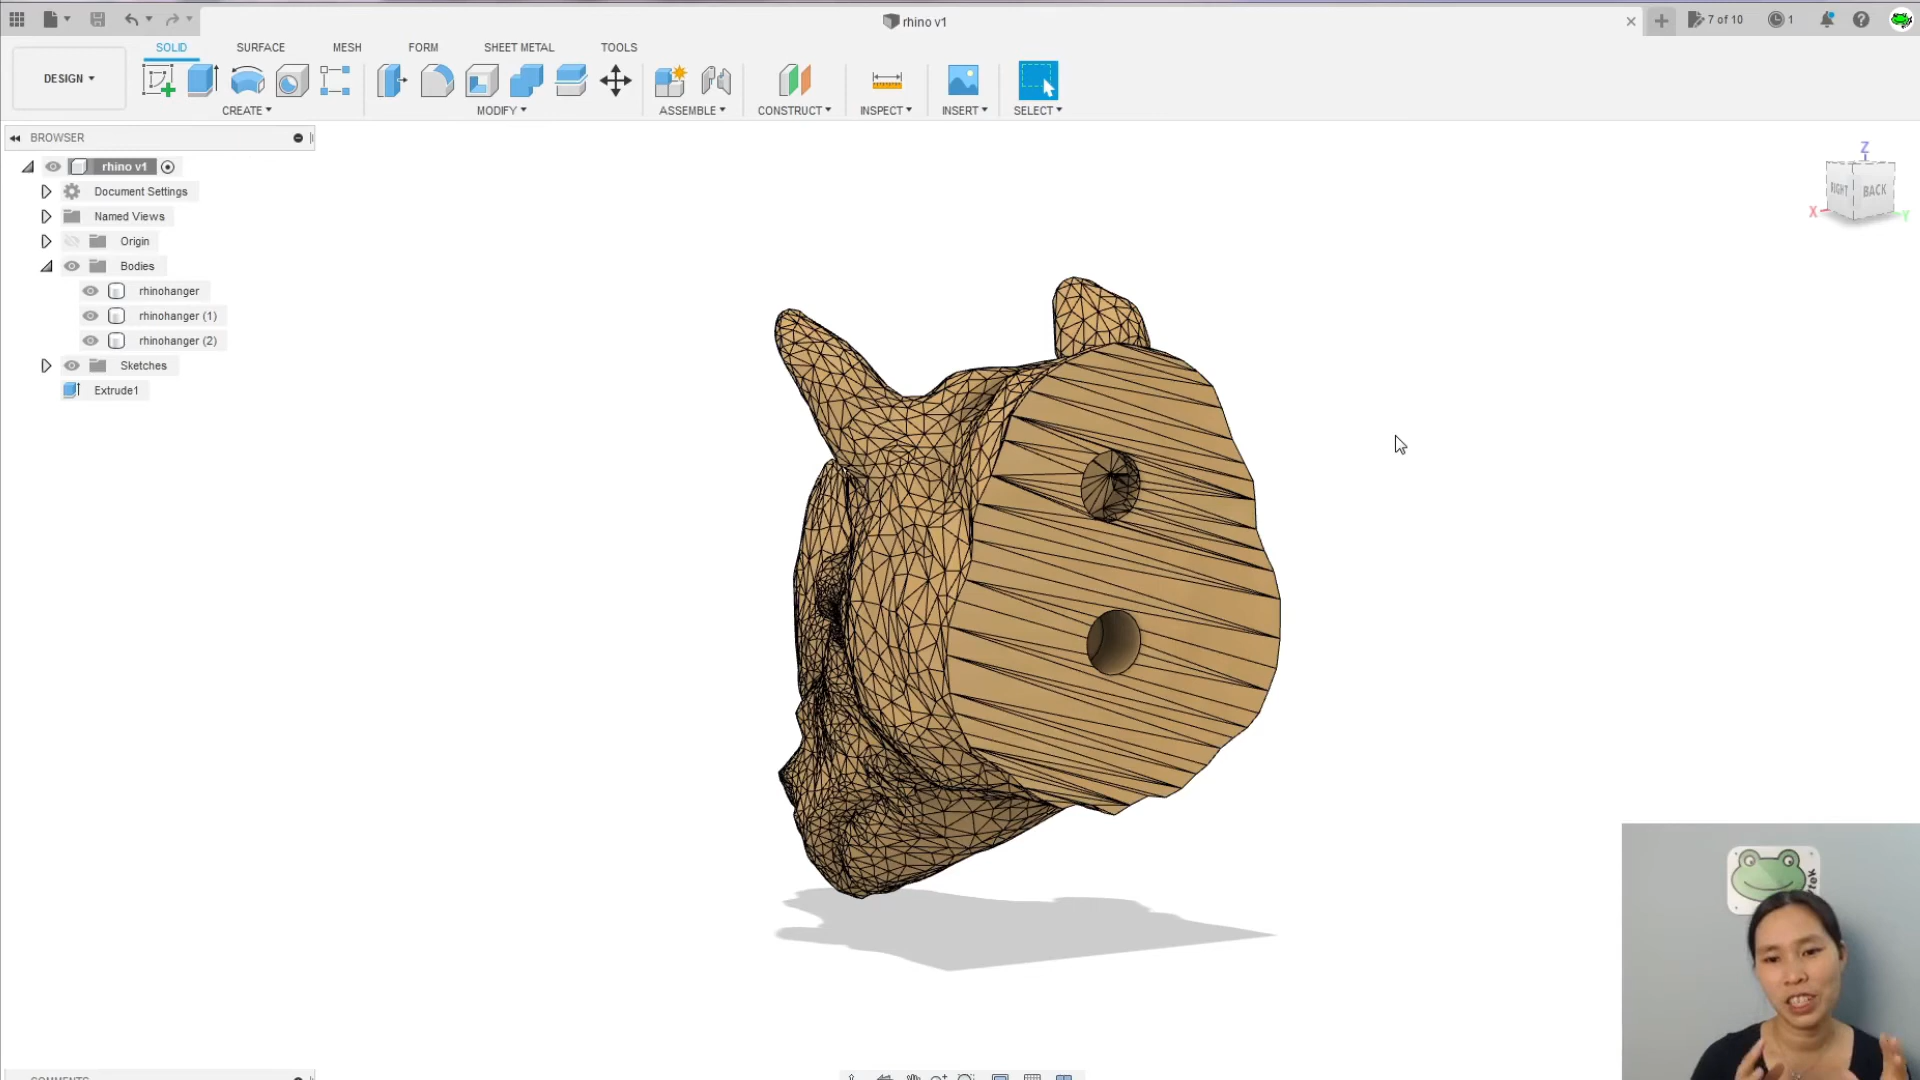 rhino v1
7 of 10
1
SOLID
SURFACE
MESH
FORM
SHEET METAL
TOOLS
DESIGN
CREATE
MODIFY
ASSEMBLE
CONSTRUCT
INSPECT
INSERT
SELECT
BROWSER
rhino v1
Document Settings
Named Views
Origin
Bodies
rhinohanger
rhinohanger (1)
rhinohanger (2)
Sketches
Extrude1
Z
RIGHT
BACK
X
Y
COMMENTS